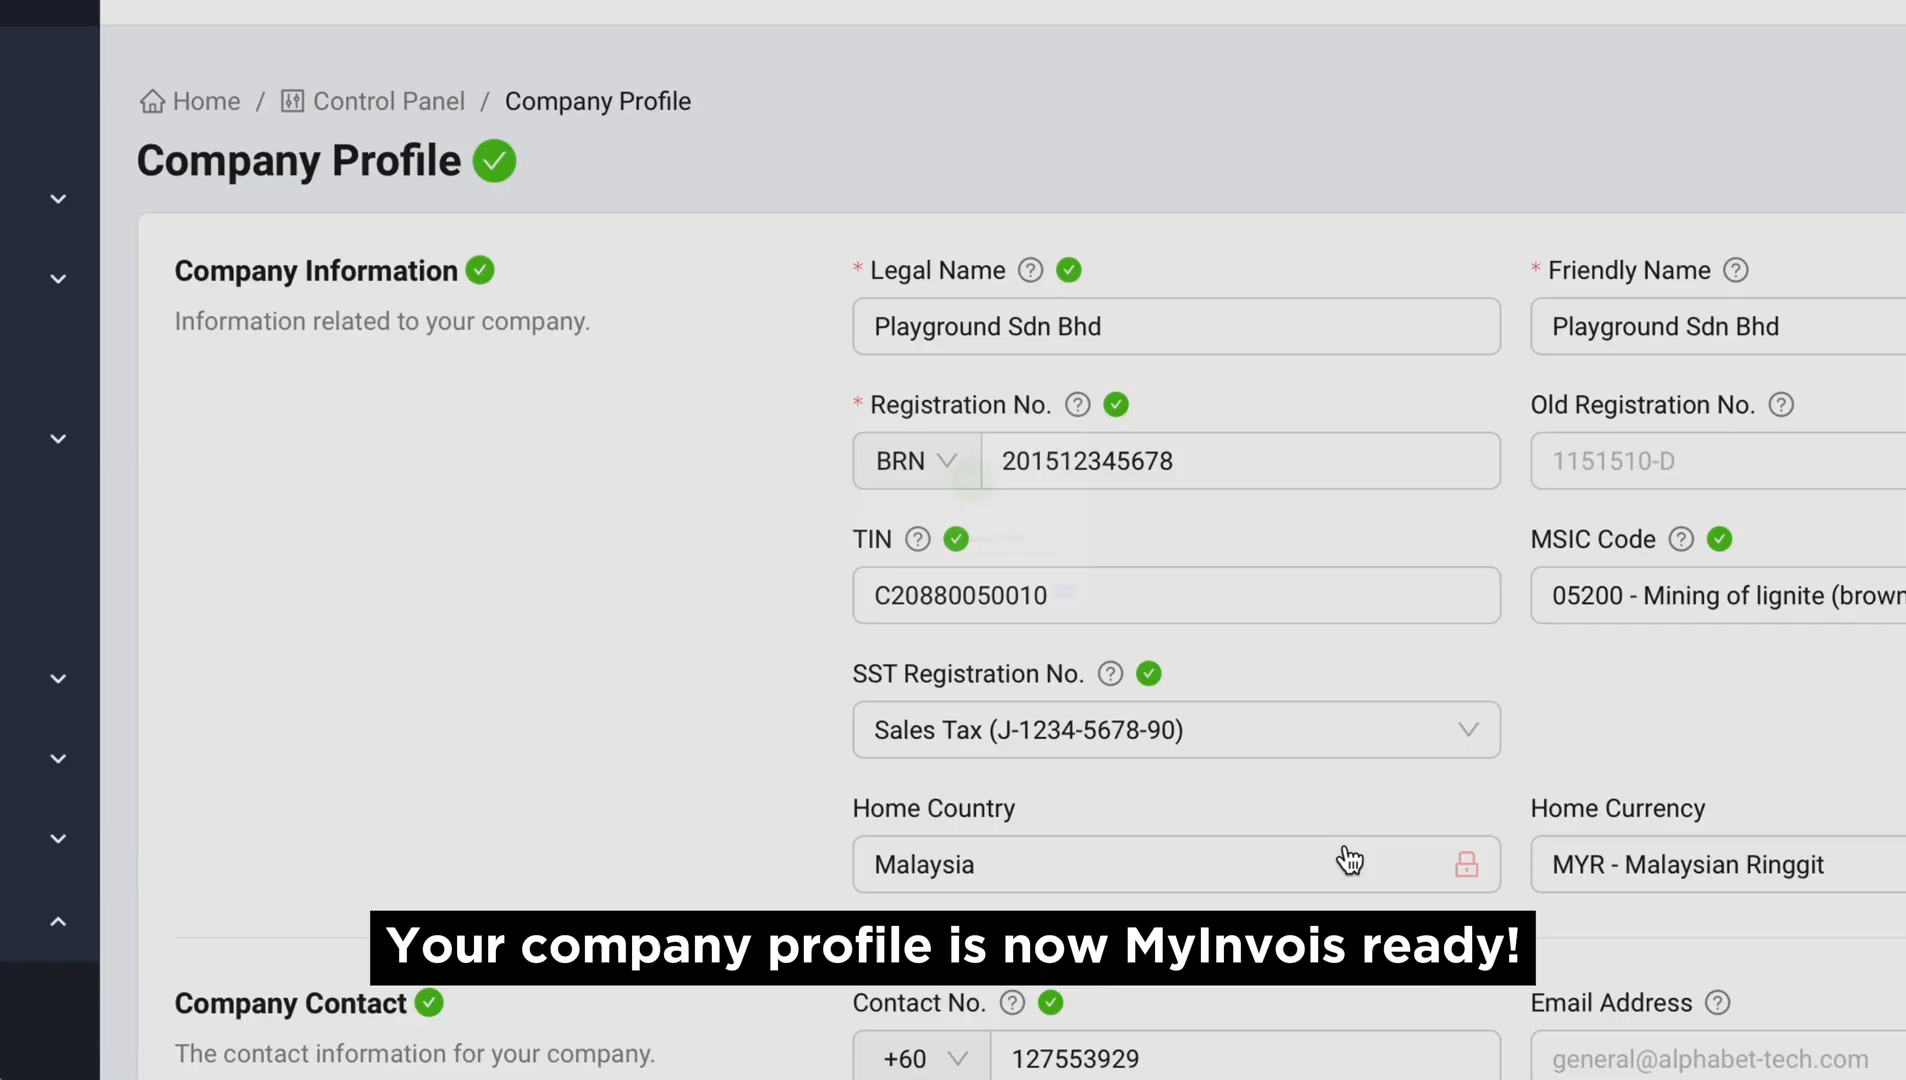 Home / Control Panel / Company Profile
Company Profile
Company Information
Information related to your company.
* Legal Name
Playground Sdn Bhd
* Friendly Name
Playground Sdn Bhd
* Registration No.
BRN 201512345678
Old Registration No.
1151510-D
TIN
C20880050010
MSIC Code
05200 - Mining of lignite (brown
SST Registration No.
Sales Tax (J-1234-5678-90)
Home Country
Malaysia
Home Currency
MYR - Malaysian Ringgit
Your company profile is now MyInvois ready!
Company Contact
The contact information for your company.
Contact No.
+60 127553929
Email Address
general@alphabet-tech.com